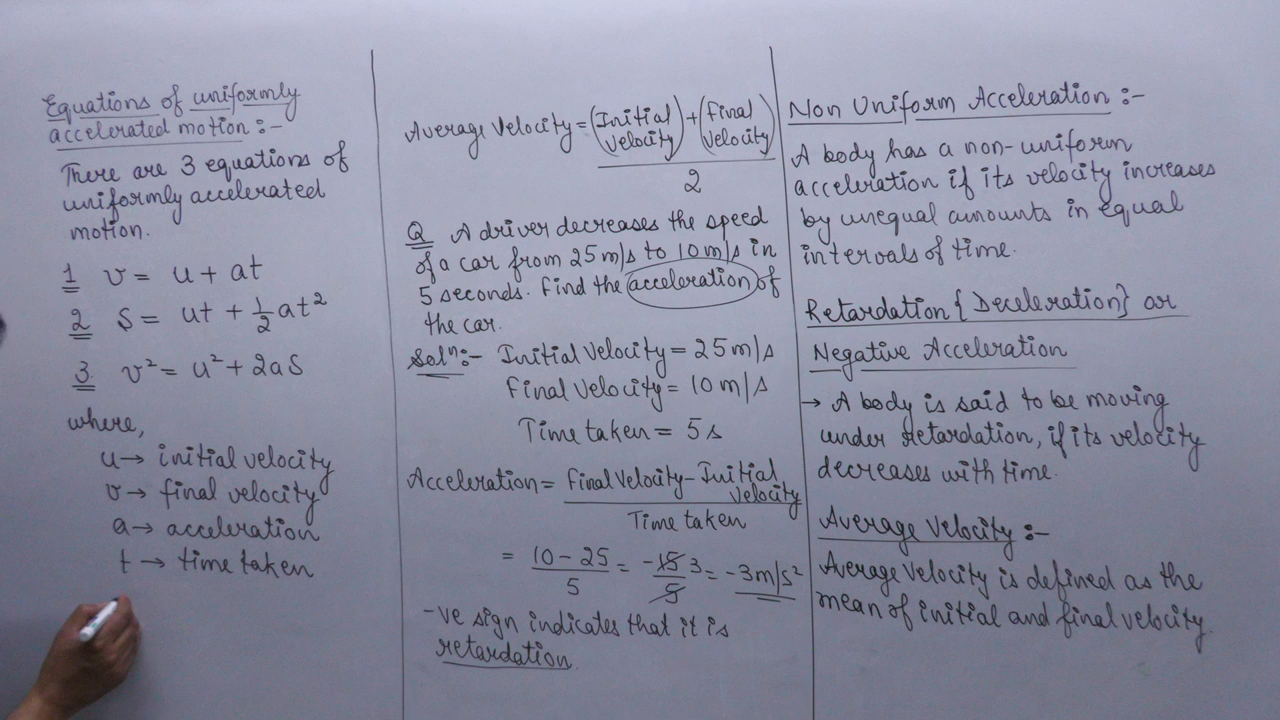 Equations of uniformly
accelerated motion:-
There are 3 equations of
uniformly accelerated
motion.
1 v = u + at
2 S = ut + 1/2 at²
3. v² = u² + 2aS
where,
u → initial velocity
v → final velocity
a → acceleration
t → time taken
Average Velocity = (Initial Velocity) + (Final Velocity)
2
Q A driver decreases the speed
of a car from 25 m/s to 10 m/s in
5 seconds. Find the acceleration of
the car.
Solⁿ:- Initial Velocity = 25 m/s
Final Velocity = 10 m/s
Time taken = 5 s
Acceleration = Final Velocity - Initial Velocity
Time taken
= 10 - 25 / 5 = -15 / 5 3 = -3 m/s²
-ve sign indicates that it is
retardation.
Non Uniform Acceleration :-
A body has a non-uniform
acceleration if its velocity increases
by unequal amounts in equal
intervals of time.
Retardation {Deceleration} or
Negative Acceleration
→ A body is said to be moving
under retardation, if its velocity
decreases with time.
Average Velocity :-
Average Velocity is defined as the
mean of initial and final velocity.